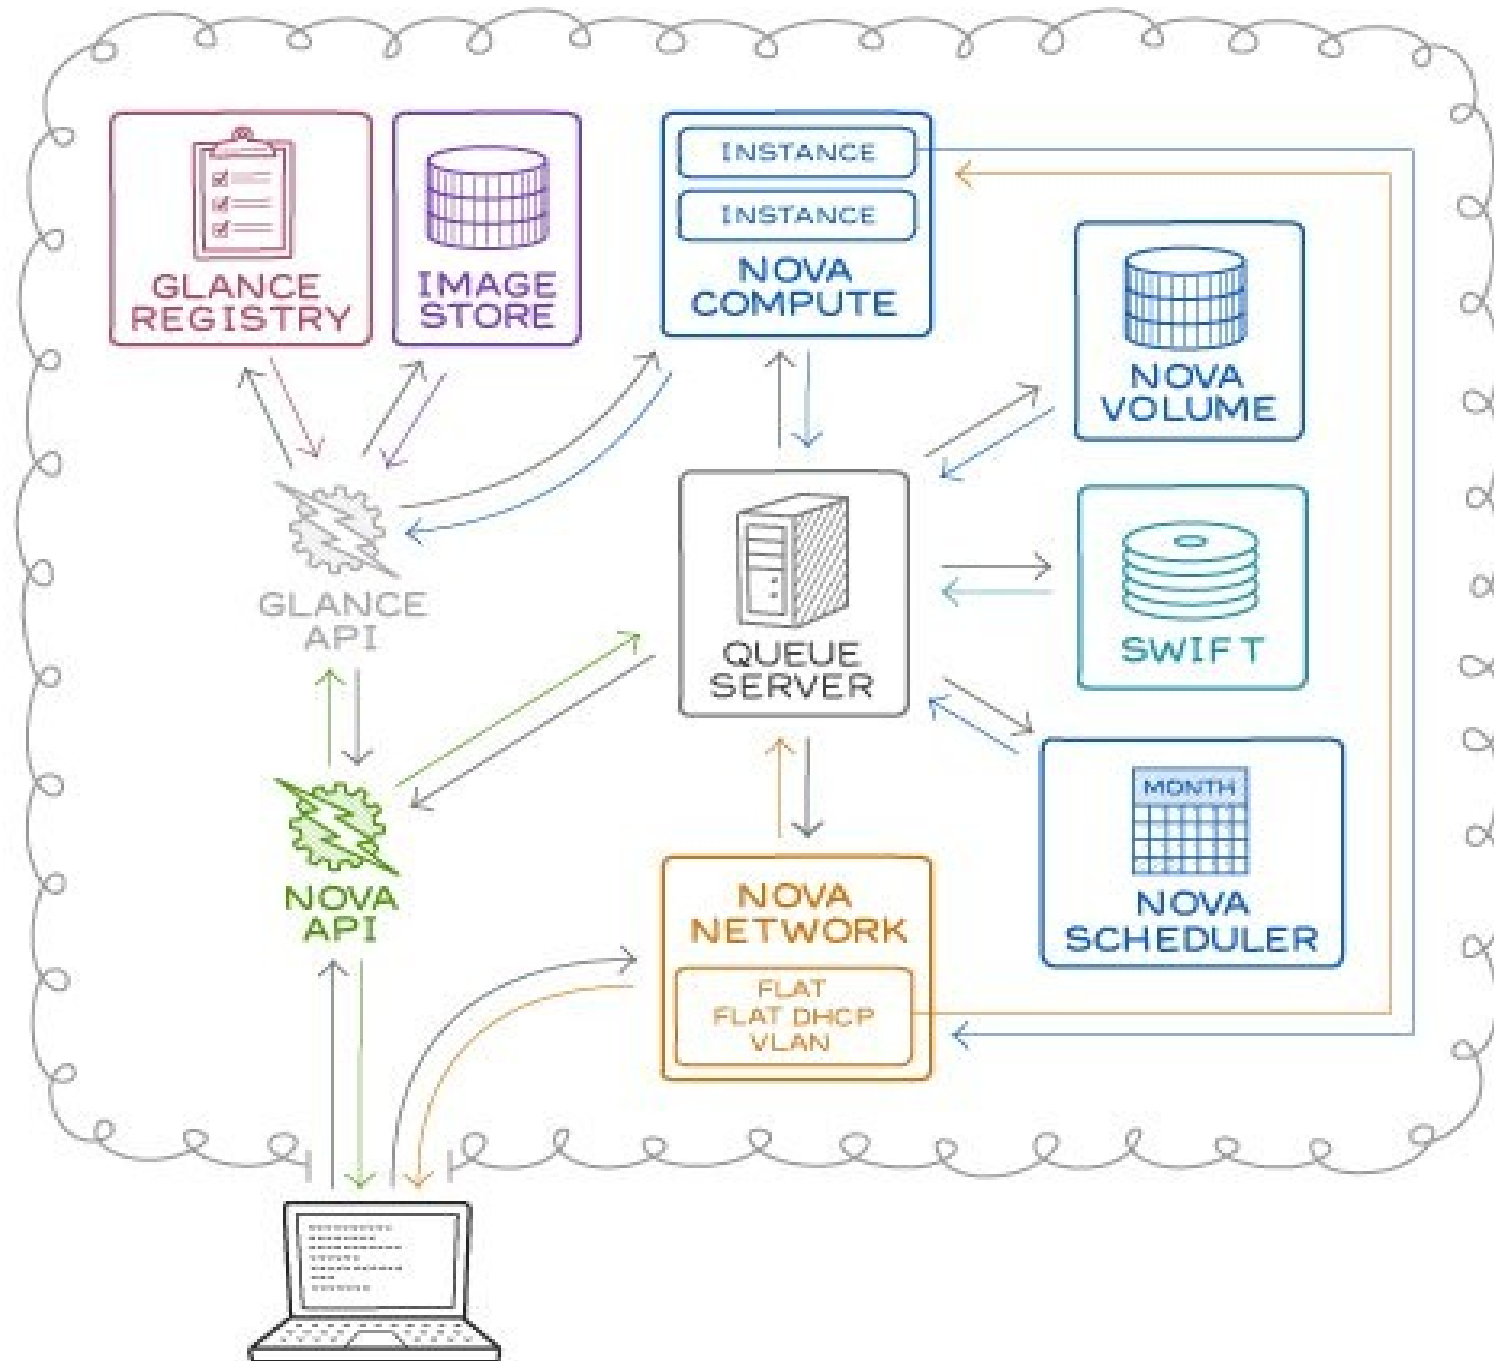 GLANCE
REGISTRY
IMAGE
STORE
INSTANCE
INSTANCE
NOVA
COMPUTE
NOVA
VOLUME
GLANCE
API
QUEUE
SERVER
SWIFT
NOVA
API
NOVA
NETWORK
FLAT
FLAT DHCP
VLAN
MONTH
NOVA
SCHEDULER